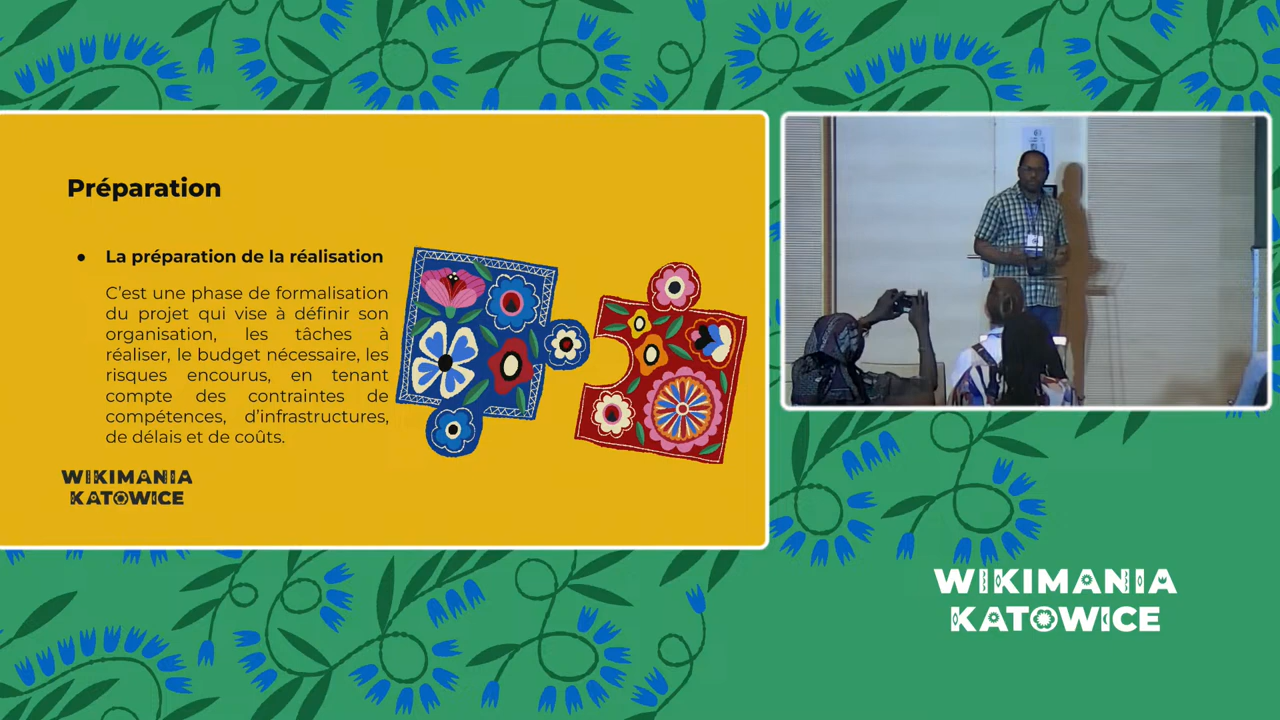 Préparation
● La préparation de la réalisation
C'est une phase de formalisation
du projet qui vise à définir son
organisation, les tâches à
réaliser, le budget nécessaire, les
risques encourus, en tenant
compte des contraintes de
compétences, d'infrastructures,
de délais et de coûts.
WIKIMANIA
KATOWICE
WIKIMANIA
KATOWICE